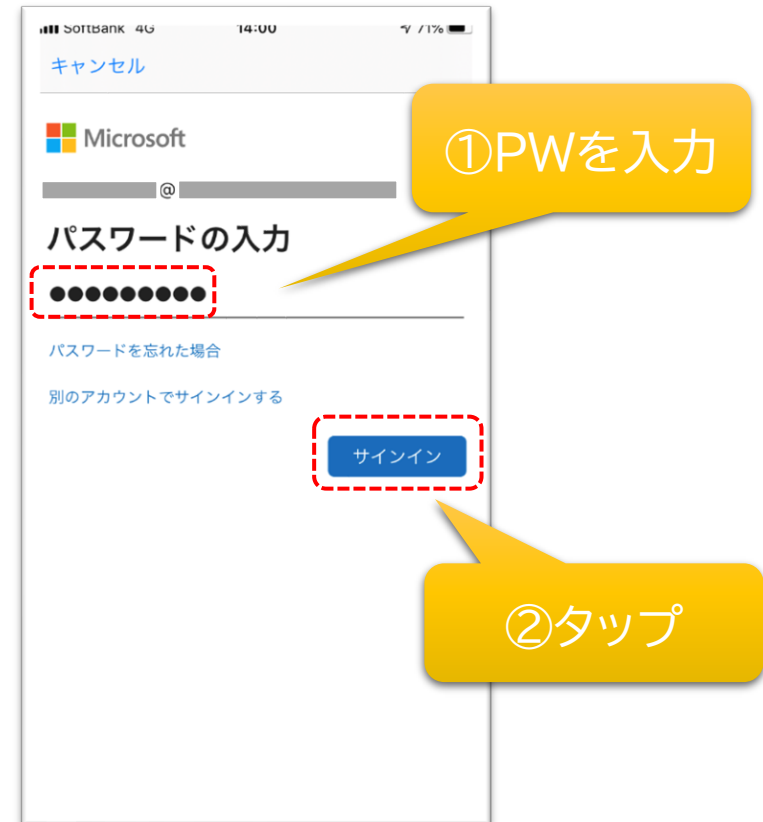 SoftBank 4G 14:00 71%
キャンセル
Microsoft
①PWを入力
@
パスワードの入力
●●●●●●●●●
パスワードを忘れた場合
別のアカウントでサインインする
サインイン
②タップ